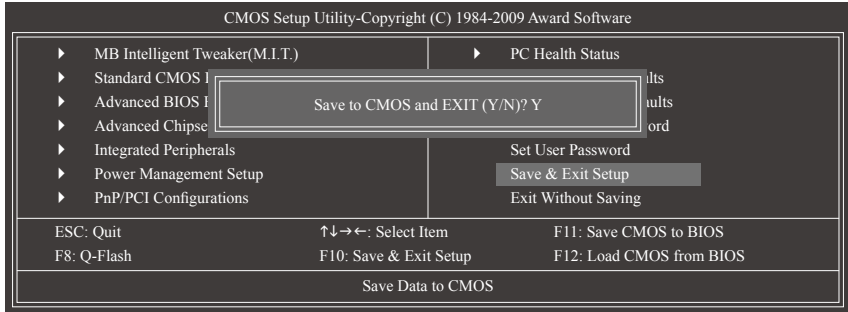 CMOS Setup Utility-Copyright (C) 1984-2009 Award Software
MB Intelligent Tweaker(M.I.T.)
Standard CMOS
Advanced BIOS
Advanced
Integrated Peripherals
Power Management Setup
PnP/PCI Configurations
PC Health Status
Set User Password
Save & Exit Setup
Exit Without Saving
Save to CMOS and EXIT (Y/N)? Y
ESC: Quit ↑↓→←: Select Item F11: Save CMOS to BIOS
F8: Q-Flash F10: Save & Exit Setup F12: Load CMOS from BIOS
Save Data to CMOS